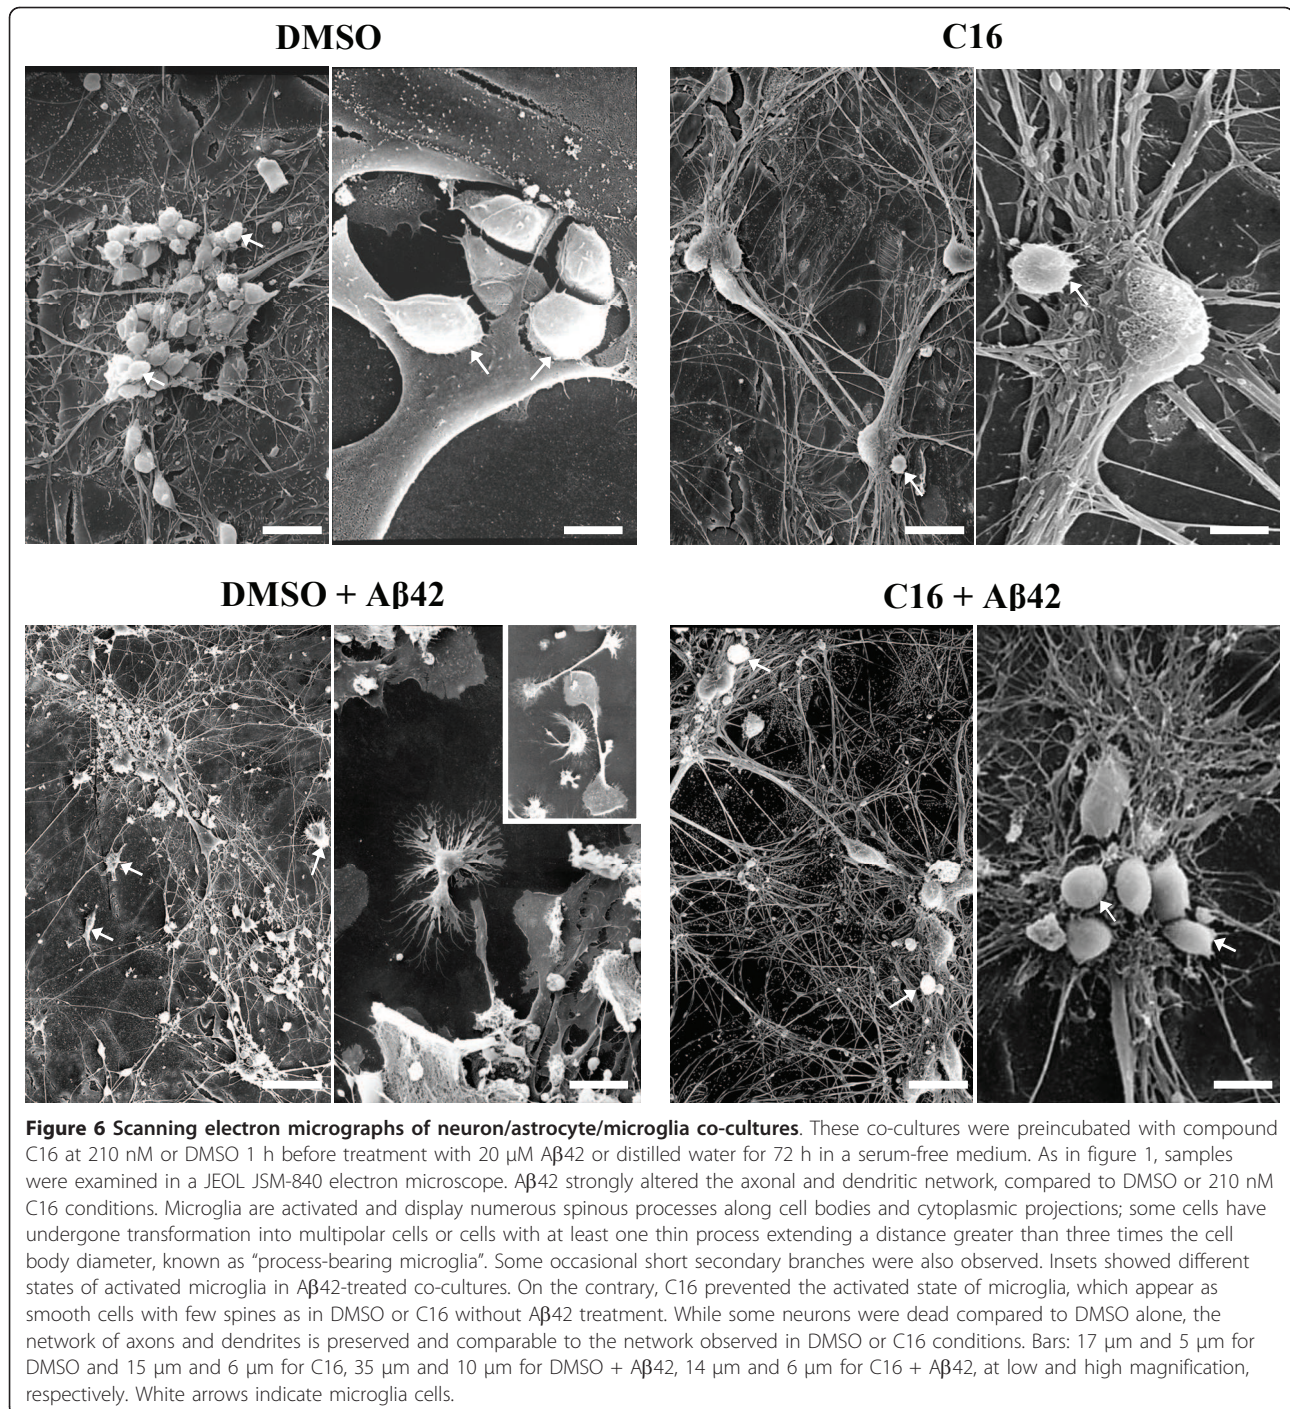 DMSO
C16
DMSO + Aβ42
C16 + Aβ42
Figure 6 Scanning electron micrographs of neuron/astrocyte/microglia co-cultures. These co-cultures were preincubated with compound
C16 at 210 nM or DMSO 1 h before treatment with 20 μM Aβ42 or distilled water for 72 h in a serum-free medium. As in figure 1, samples
were examined in a JEOL JSM-840 electron microscope. Aβ42 strongly altered the axonal and dendritic network, compared to DMSO or 210 nM
C16 conditions. Microglia are activated and display numerous spinous processes along cell bodies and cytoplasmic projections; some cells have
undergone transformation into multipolar cells or cells with at least one thin process extending a distance greater than three times the cell
body diameter, known as “process-bearing microglia”. Some occasional short secondary branches were also observed. Insets showed different
states of activated microglia in Aβ42-treated co-cultures. On the contrary, C16 prevented the activated state of microglia, which appear as
smooth cells with few spines as in DMSO or C16 without Aβ42 treatment. While some neurons were dead compared to DMSO alone, the
network of axons and dendrites is preserved and comparable to the network observed in DMSO or C16 conditions. Bars: 17 μm and 5 μm for
DMSO and 15 μm and 6 μm for C16, 35 μm and 10 μm for DMSO + Aβ42, 14 μm and 6 μm for C16 + Aβ42, at low and high magnification,
respectively. White arrows indicate microglia cells.